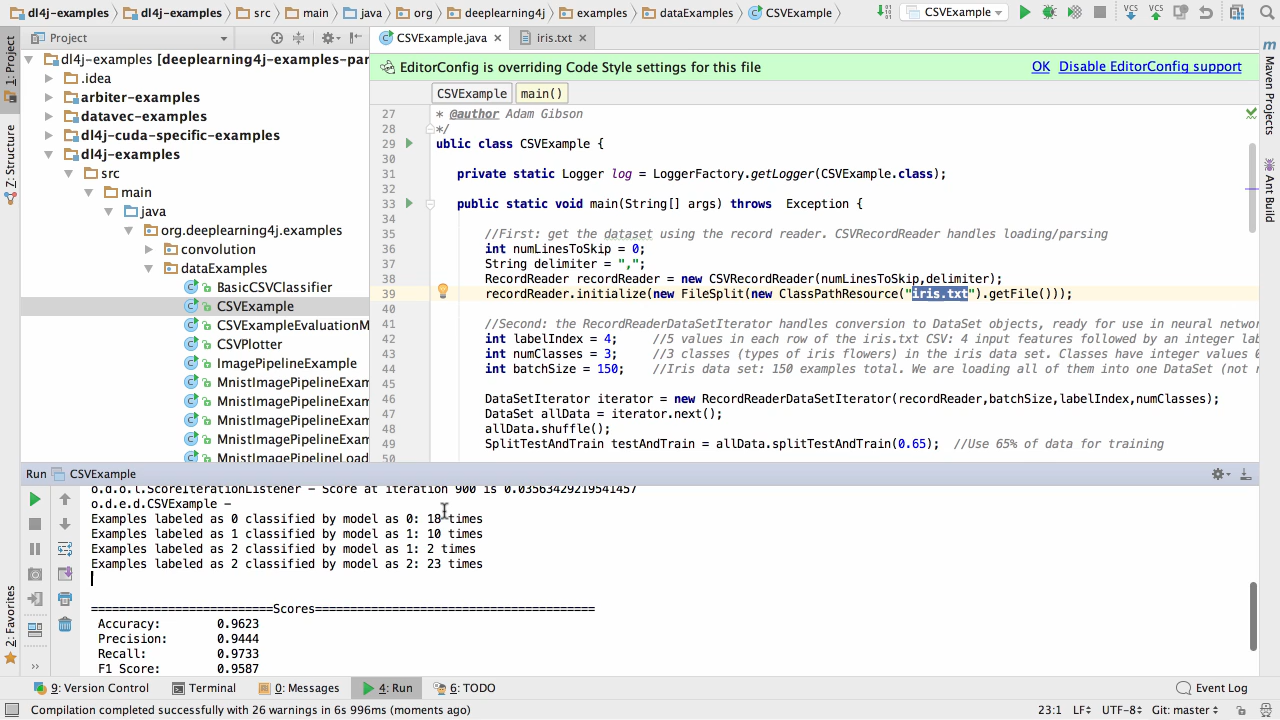 dl4j-examples dl4j-examples src main java org deeplearning4j examples dataExamples CSVExample CSVExample
Project
CSVExample.java iris.txt
dl4j-examples [deeplearning4j-examples-par
.idea
arbiter-examples
datavec-examples
dl4j-cuda-specific-examples
dl4j-examples
src
main
java
org.deeplearning4j.examples
convolution
dataExamples
BasicCSVClassifier
CSVExample
CSVExampleEvaluationM
CSVPlotter
ImagePipelineExample
MnistImagePipelineExam
MnistImagePipelineExam
MnistImagePipelineExam
MnistImagePipelineExam
MnistImagePipelineLoad
1: Project
Z: Structure
2: Favorites
EditorConfig is overriding Code Style settings for this file OK Disable EditorConfig support
CSVExample main()
27 * @author Adam Gibson
28 */
29 ublic class CSVExample {
30
31 private static Logger log = LoggerFactory.getLogger(CSVExample.class);
32
33 public static void main(String[] args) throws  Exception {
34
35 //First: get the dataset using the record reader. CSVRecordReader handles loading/parsing
36 int numLinesToSkip = 0;
37 String delimiter = ",";
38 RecordReader recordReader = new CSVRecordReader(numLinesToSkip,delimiter);
39 recordReader.initialize(new FileSplit(new ClassPathResource("iris.txt").getFile()));
40
41 //Second: the RecordReaderDataSetIterator handles conversion to DataSet objects, ready for use in neural networ
42 int labelIndex = 4; //5 values in each row of the iris.txt CSV: 4 input features followed by an integer lab
43 int numClasses = 3; //3 classes (types of iris flowers) in the iris data set. Classes have integer values 0
44 int batchSize = 150; //Iris data set: 150 examples total. We are loading all of them into one DataSet (not r
45
46 DataSetIterator iterator = new RecordReaderDataSetIterator(recordReader,batchSize,labelIndex,numClasses);
47 DataSet allData = iterator.next();
48 allData.shuffle();
49 SplitTestAndTrain testAndTrain = allData.splitTestAndTrain(0.65); //Use 65% of data for training
50
Maven Projects
Ant Build
Run CSVExample
o.d.o.l.ScoreIterationListener - Score at iteration 900 is 0.03563429219541457
o.d.e.d.CSVExample -
Examples labeled as 0 classified by model as 0: 18 times
Examples labeled as 1 classified by model as 1: 10 times
Examples labeled as 2 classified by model as 1: 2 times
Examples labeled as 2 classified by model as 2: 23 times
==========================Scores========================================
Accuracy: 0.9623
Precision: 0.9444
Recall: 0.9733
F1 Score: 0.9587
9: Version Control Terminal 0: Messages 4: Run 6: TODO Event Log
Compilation completed successfully with 26 warnings in 6s 996ms (moments ago) 23:1 LF÷ UTF-8÷ Git: master÷